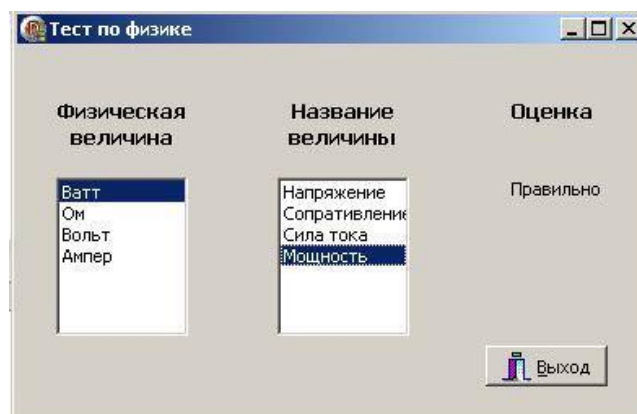 Тест по физике
Физическая
величина
Название
величины
Оценка
Ватт
Ом
Вольт
Ампер
Напряжение
Сопративление
Сила тока
Мощность
Правильно
Выход